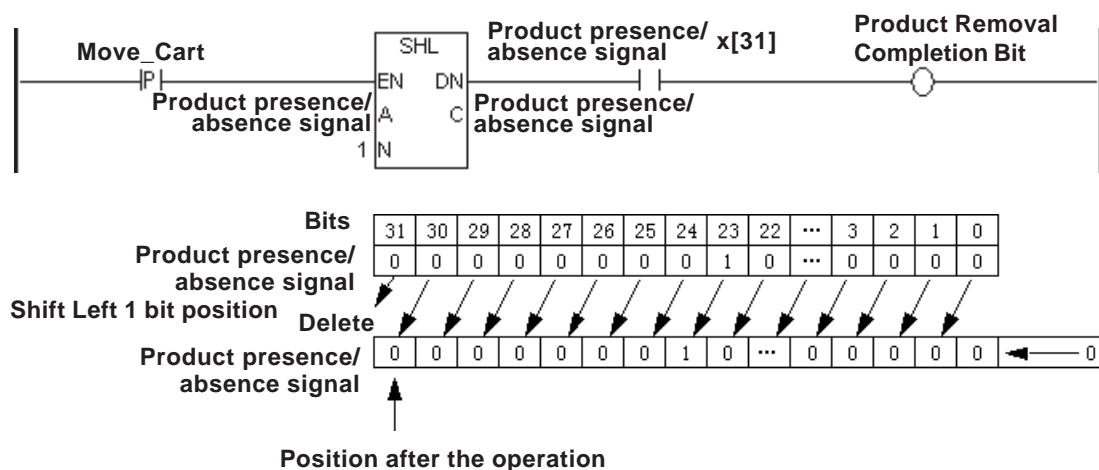 Move_Cart
P
Product presence/
absence signal
1
SHL
EN DN
A C
N
Product presence/
absence signal
x[31]
Product presence/
absence signal
Product Removal
Completion Bit
Bits
31 30 29 28 27 26 25 24 23 22 ··· 3 2 1 0
Product presence/
absence signal
0 0 0 0 0 0 0 0 1 0 ··· 0 0 0 0
Shift Left 1 bit position
Delete
Product presence/
absence signal
0 0 0 0 0 0 0 1 0 ··· 0 0 0 0 0 0
Position after the operation